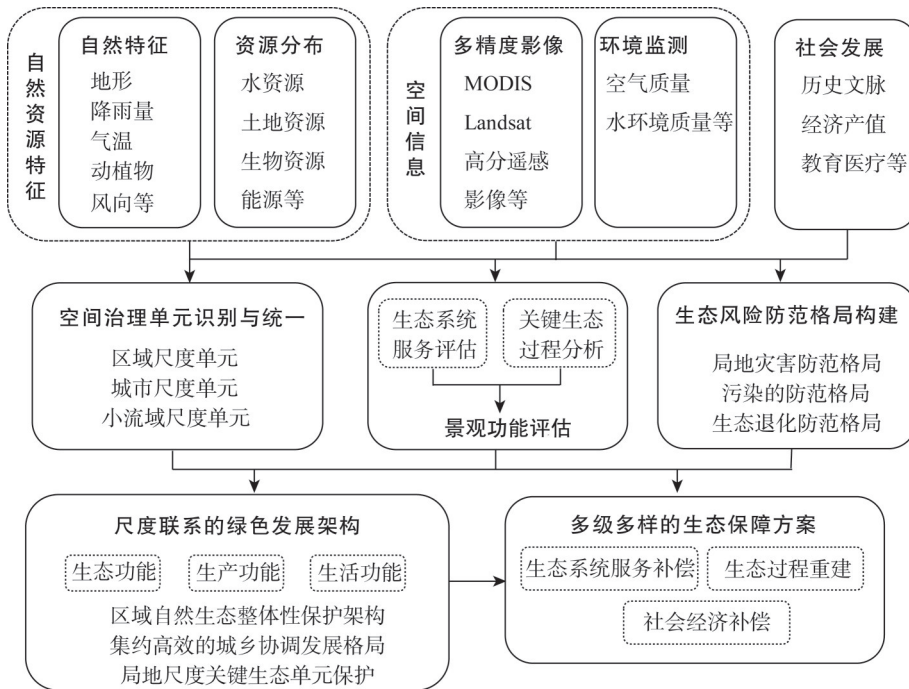 自然资源特征
自然特征
地形
降雨量
气温
动植物
风向等
资源分布
水资源
土地资源
生物资源
能源等
空间信息
多精度影像
MODIS
Landsat
高分遥感
影像等
环境监测
空气质量
水环境质量等
社会发展
历史文脉
经济产值
教育医疗等
空间治理单元识别与统一
区域尺度单元
城市尺度单元
小流域尺度单元
生态系统
服务评估
关键生态
过程分析
景观功能评估
生态风险防范格局构建
局地灾害防范格局
污染的防范格局
生态退化防范格局
尺度联系的绿色发展架构
生态功能
生产功能
生活功能
区域自然生态整体性保护架构
集约高效的城乡协调发展格局
局地尺度关键生态单元保护
多级多样的生态保障方案
生态系统服务补偿
生态过程重建
社会经济补偿